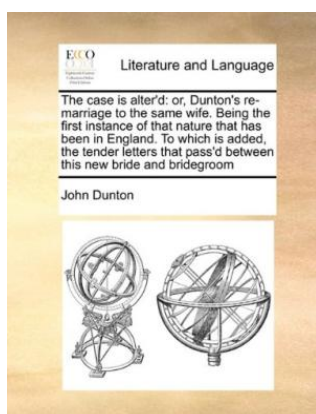 ECCO
Literature and Language
The case is alter'd: or, Dunton's re-
marriage to the same wife. Being the
first instance of that nature that has
been in England. To which is added,
the tender letters that pass'd between
this new bride and bridegroom
John Dunton